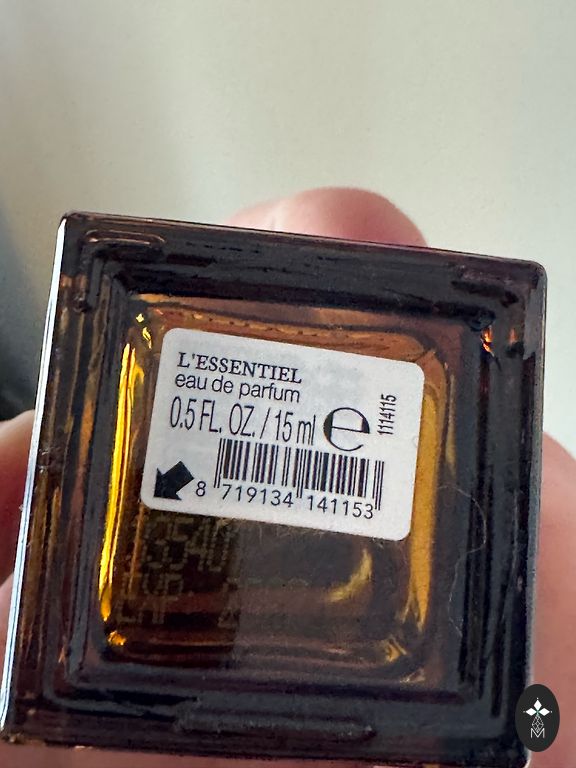 L'ESSENTIEL
eau de parfum
0.5 FL. OZ. / 15 ml e
1114115
8 719134 141153